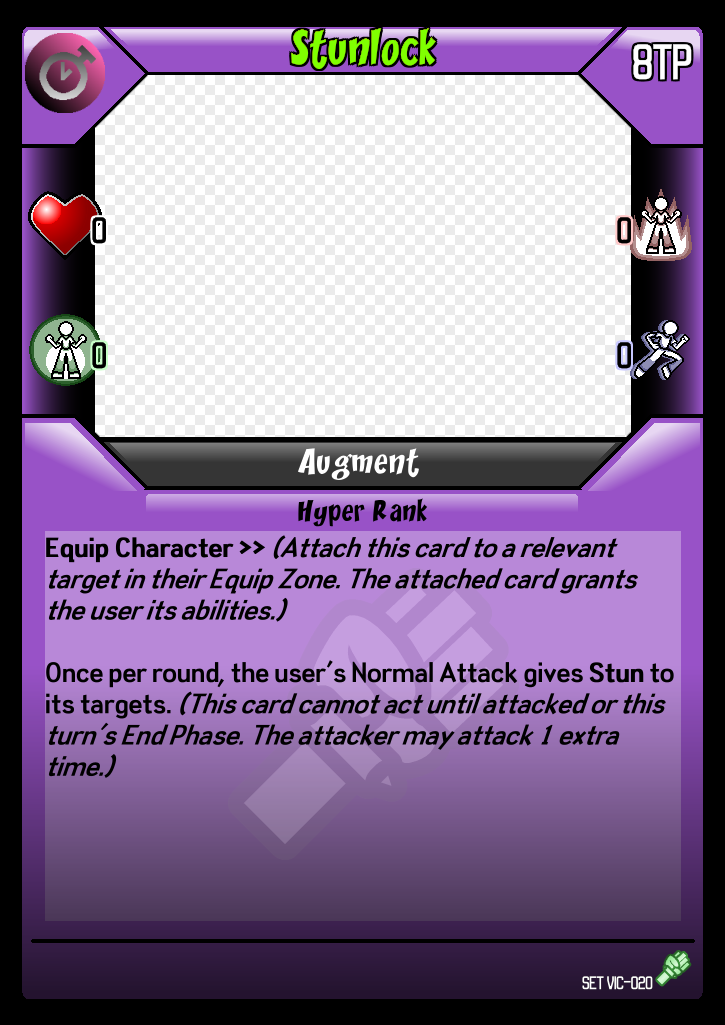 Stunlock
8TP
0
0
0
0
Augment
Hyper Rank
Equip Character >> (Attach this card to a relevant
target in their Equip Zone. The attached card grants
the user its abilities.)
Once per round, the user's Normal Attack gives Stun to
its targets. (This card cannot act until attacked or this
turn's End Phase. The attacker may attack 1 extra
time.)
SET VIC-020